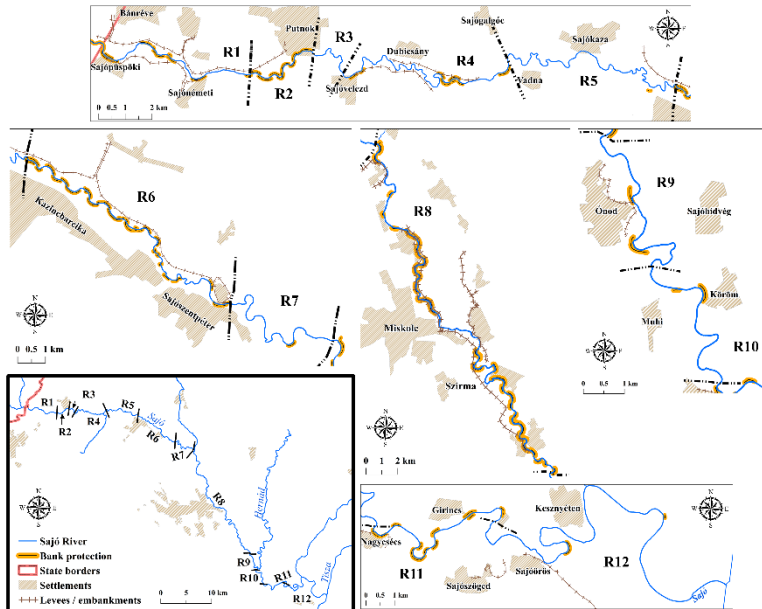 Bánréve
R1
Putnok
R3
Sajógalgóc
Sajókaza
N
W E
S
Dubicsány
R4
Sajópüspöki
Sajónémeti
R2
Sajóvelezd
Vadna
R5
0 0.5 1 2 km
R6
Kazincbarcika
R7
Sajószentpéter
N
W E
S
0 0.5 1 km
R8
Miskolc
Szirma
N
W E
S
0 1 2 km
R9
Ónod
Sajóhídvég
Köröm
Muhi
R10
N
W E
S
0 0.5 1 km
R1
R3
R5
Sajó
R2
R4
R6
R7
R8
Hernád
N
W E
S
R9
R10
R11
R12
Tisza
Sajó River
Bank protection
State borders
Settlements
Levees / embankments
0 5 10 km
Girincs
Kesznyéten
N
W E
S
Nagycsécs
R11
Sajóörös
R12
Sajószöged
Sajó
0 0.5 1 km